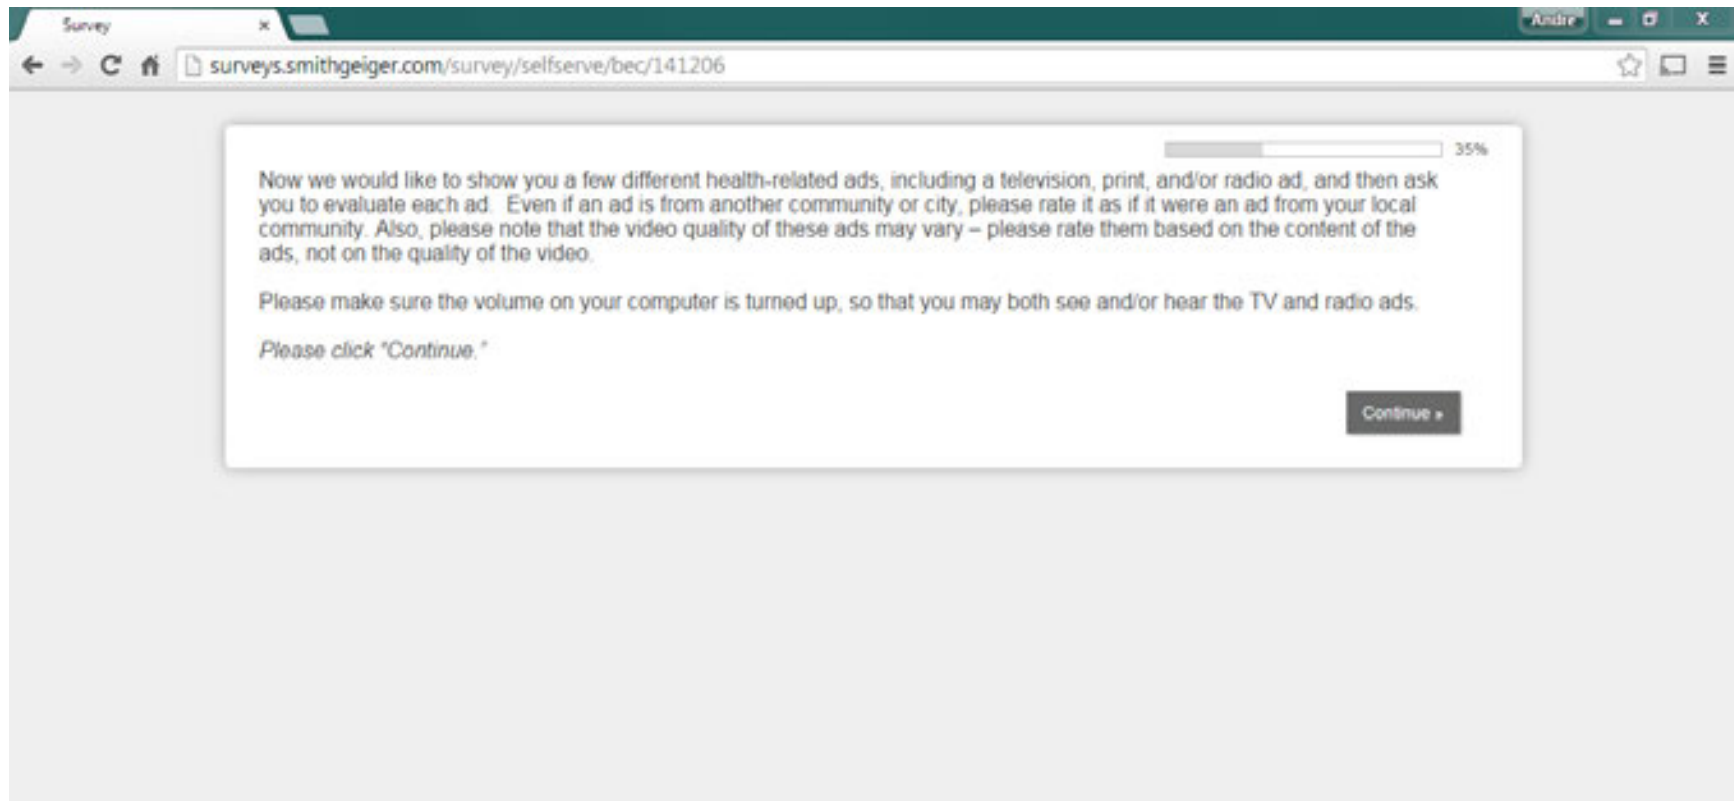 Survey
Andre
surveys.smithgeiger.com/survey/selfserve/bec/141206
35%
Now we would like to show you a few different health-related ads, including a television, print, and/or radio ad, and then ask
you to evaluate each ad.  Even if an ad is from another community or city, please rate it as if it were an ad from your local
community. Also, please note that the video quality of these ads may vary – please rate them based on the content of the
ads, not on the quality of the video.
Please make sure the volume on your computer is turned up, so that you may both see and/or hear the TV and radio ads.
Please click "Continue."
Continue »